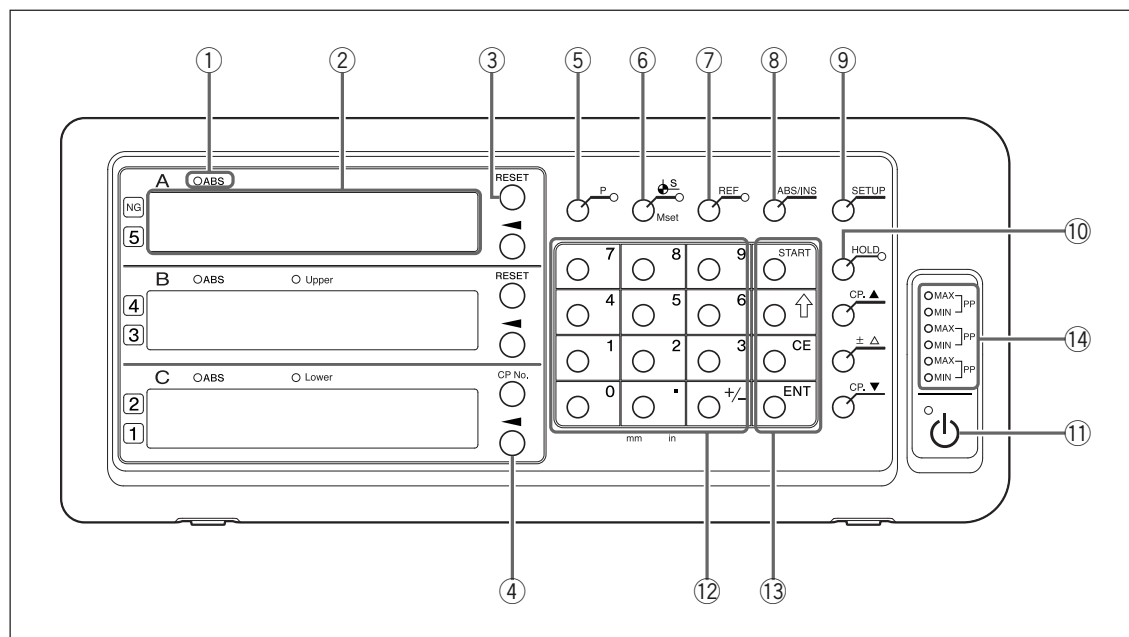 ① ② ③ ⑤ ⑥ ⑦ ⑧ ⑨
A ABS RESET
NG
5
P
S
Mset
REF
ABS/INS
SETUP
HOLD
⑩
B ABS Upper RESET
4
3
C ABS Lower CP No.
2
1
7 8 9 START
4 5 6
1 2 3 CE
0 . +/− ENT
mm in
CP. ▲
± △
CP. ▼
MAX
MIN PP
MAX
MIN PP
MAX
MIN PP
⑭
⑪
④ ⑫ ⑬